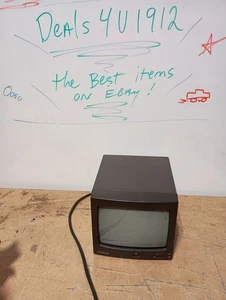 DeAls 4U1912
the Best items
on EBay!